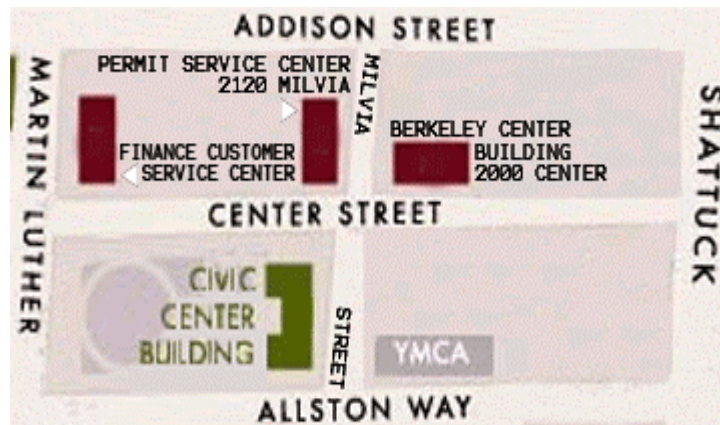 ADDISON STREET
MARTIN LUTHER
PERMIT SERVICE CENTER
2120 MILVIA
MILVIA
SHATTUCK
BERKELEY CENTER
BUILDING
2000 CENTER
FINANCE CUSTOMER
SERVICE CENTER
CENTER STREET
CIVIC
CENTER
BUILDING
STREET
YMCA
ALLSTON WAY